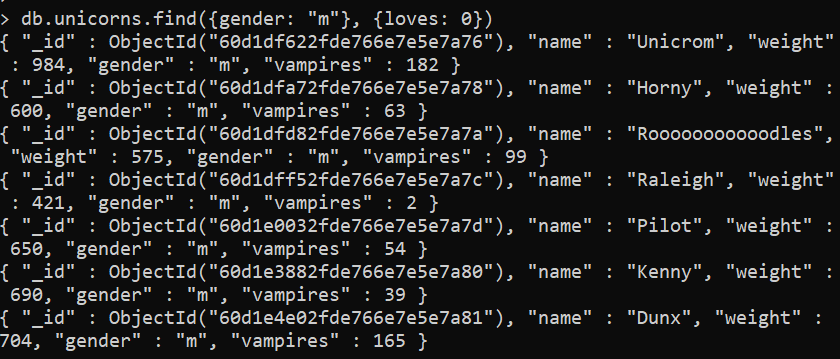 > db.unicorns.find({gender: "m"}, {loves: 0})
{ "_id" : ObjectId("60d1df622fde766e7e5e7a76"), "name" : "Unicrom", "weight"
: 984, "gender" : "m", "vampires" : 182 }
{ "_id" : ObjectId("60d1dfa72fde766e7e5e7a78"), "name" : "Horny", "weight" :
600, "gender" : "m", "vampires" : 63 }
{ "_id" : ObjectId("60d1dfd82fde766e7e5e7a7a"), "name" : "Roooooooooodles",
"weight" : 575, "gender" : "m", "vampires" : 99 }
{ "_id" : ObjectId("60d1dff52fde766e7e5e7a7c"), "name" : "Raleigh", "weight"
: 421, "gender" : "m", "vampires" : 2 }
{ "_id" : ObjectId("60d1e0032fde766e7e5e7a7d"), "name" : "Pilot", "weight" :
650, "gender" : "m", "vampires" : 54 }
{ "_id" : ObjectId("60d1e3882fde766e7e5e7a80"), "name" : "Kenny", "weight" :
690, "gender" : "m", "vampires" : 39 }
{ "_id" : ObjectId("60d1e4e02fde766e7e5e7a81"), "name" : "Dunx", "weight" :
704, "gender" : "m", "vampires" : 165 }